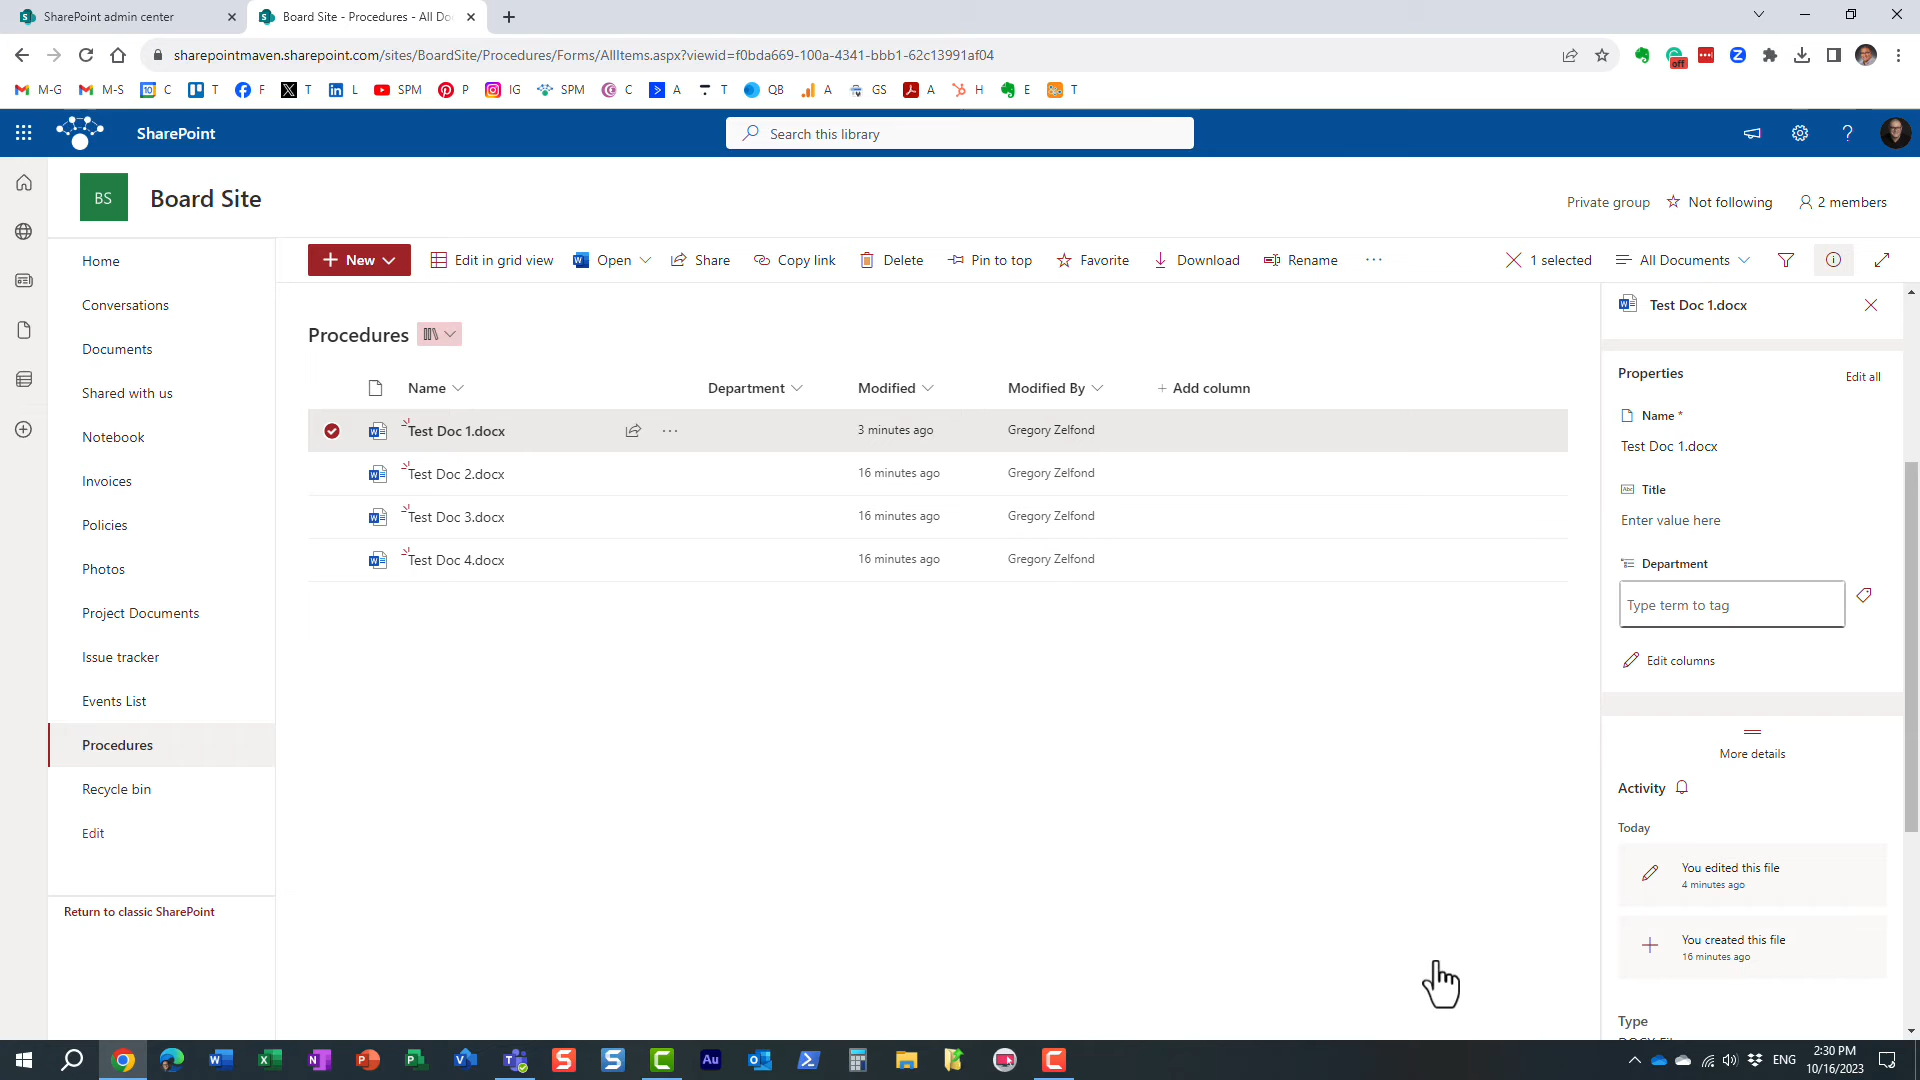 SharePoint admin center
Board Site - Procedures - All Do
sharepointmaven.sharepoint.com/sites/BoardSite/Procedures/Forms/AllItems.aspx?viewid=f0bda669-100a-4341-bbb1-62c13991af04
off
M-G M-S C T F T L SPM P IG SPM C A T QB A GS A H E T
SharePoint
Search this library
BS
Board Site
Private group
Not following
2 members
Home
Conversations
Documents
Shared with us
Notebook
Invoices
Policies
Photos
Project Documents
Issue tracker
Events List
Procedures
Recycle bin
Edit
Return to classic SharePoint
New Edit in grid view Open Share Copy link Delete Pin to top Favorite Download Rename 1 selected All Documents
Procedures
Name Department Modified Modified By Add column
Test Doc 1.docx 3 minutes ago Gregory Zelfond
Test Doc 2.docx 16 minutes ago Gregory Zelfond
Test Doc 3.docx 16 minutes ago Gregory Zelfond
Test Doc 4.docx 16 minutes ago Gregory Zelfond
Test Doc 1.docx
Properties
Edit all
Name *
Test Doc 1.docx
Title
Enter value here
Department
Type term to tag
Edit columns
More details
Activity
Today
You edited this file
4 minutes ago
You created this file
16 minutes ago
Type
ENG
2:30 PM
10/16/2023